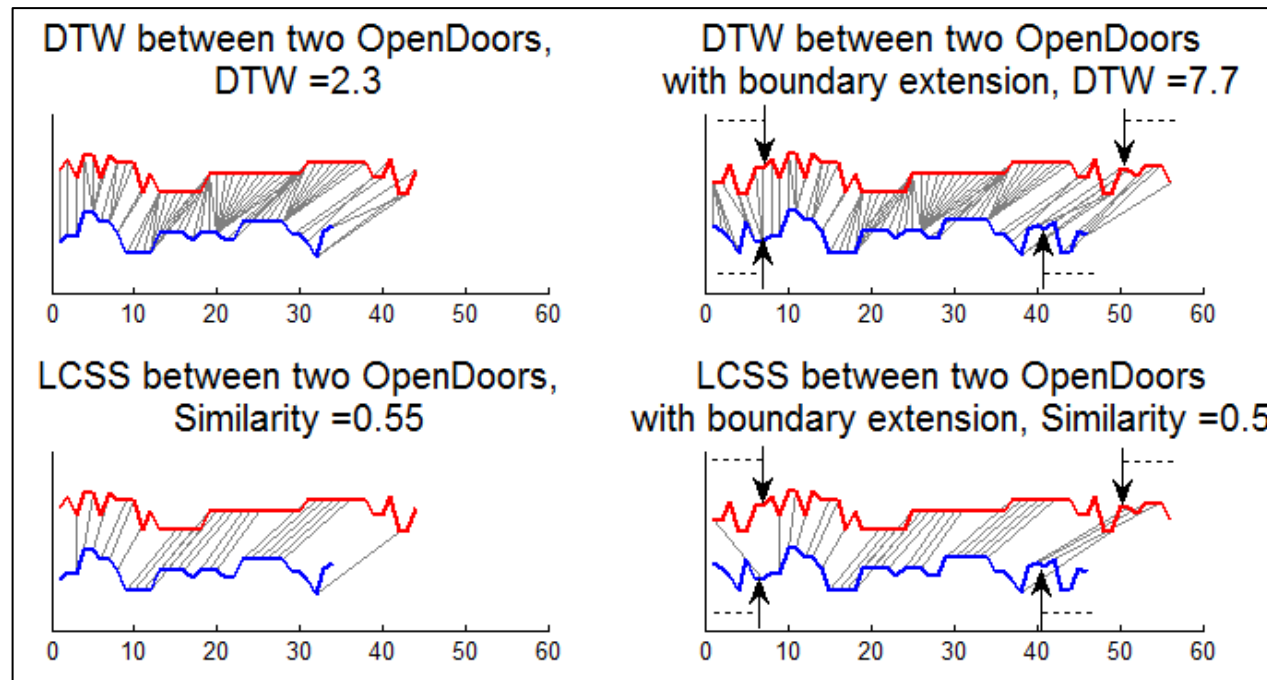 DTW between two OpenDoors,
DTW =2.3
0 10 20 30 40 50 60
DTW between two OpenDoors
with boundary extension, DTW =7.7
0 10 20 30 40 50 60
LCSS between two OpenDoors,
Similarity =0.55
0 10 20 30 40 50 60
LCSS between two OpenDoors
with boundary extension, Similarity =0.5
0 10 20 30 40 50 60